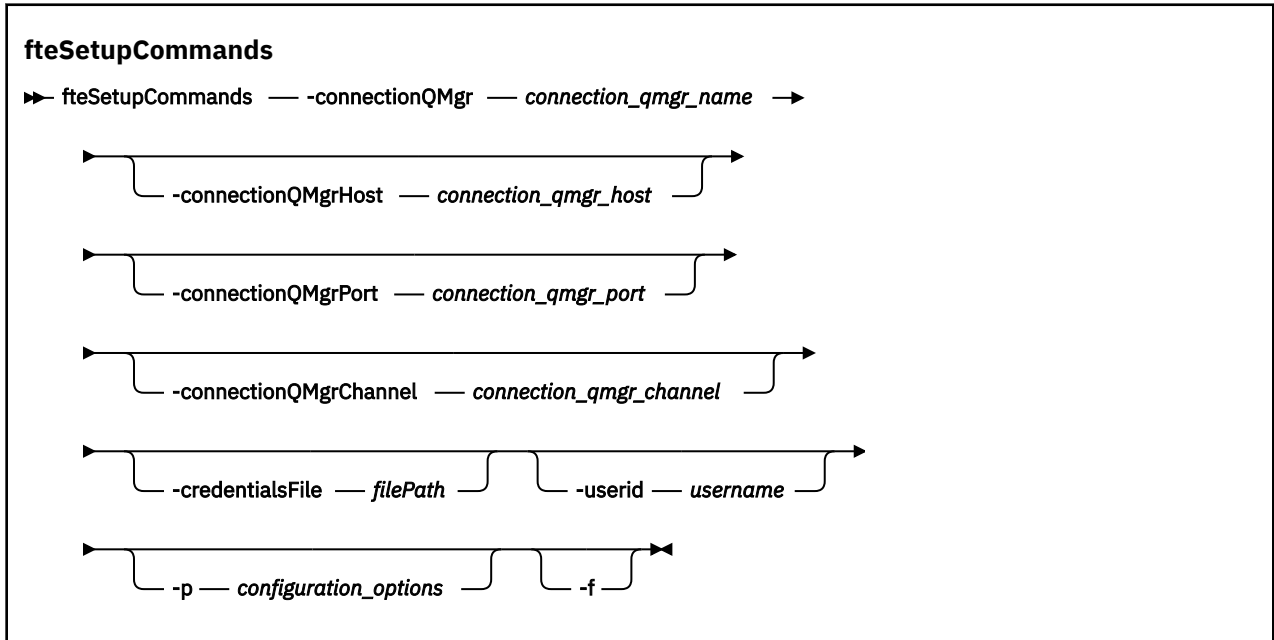 fteSetupCommands
fteSetupCommands -connectionQMgr connection_qmgr_name
-connectionQMgrHost connection_qmgr_host
-connectionQMgrPort connection_qmgr_port
-connectionQMgrChannel connection_qmgr_channel
-credentialsFile filePath -userid username
-p configuration_options -f